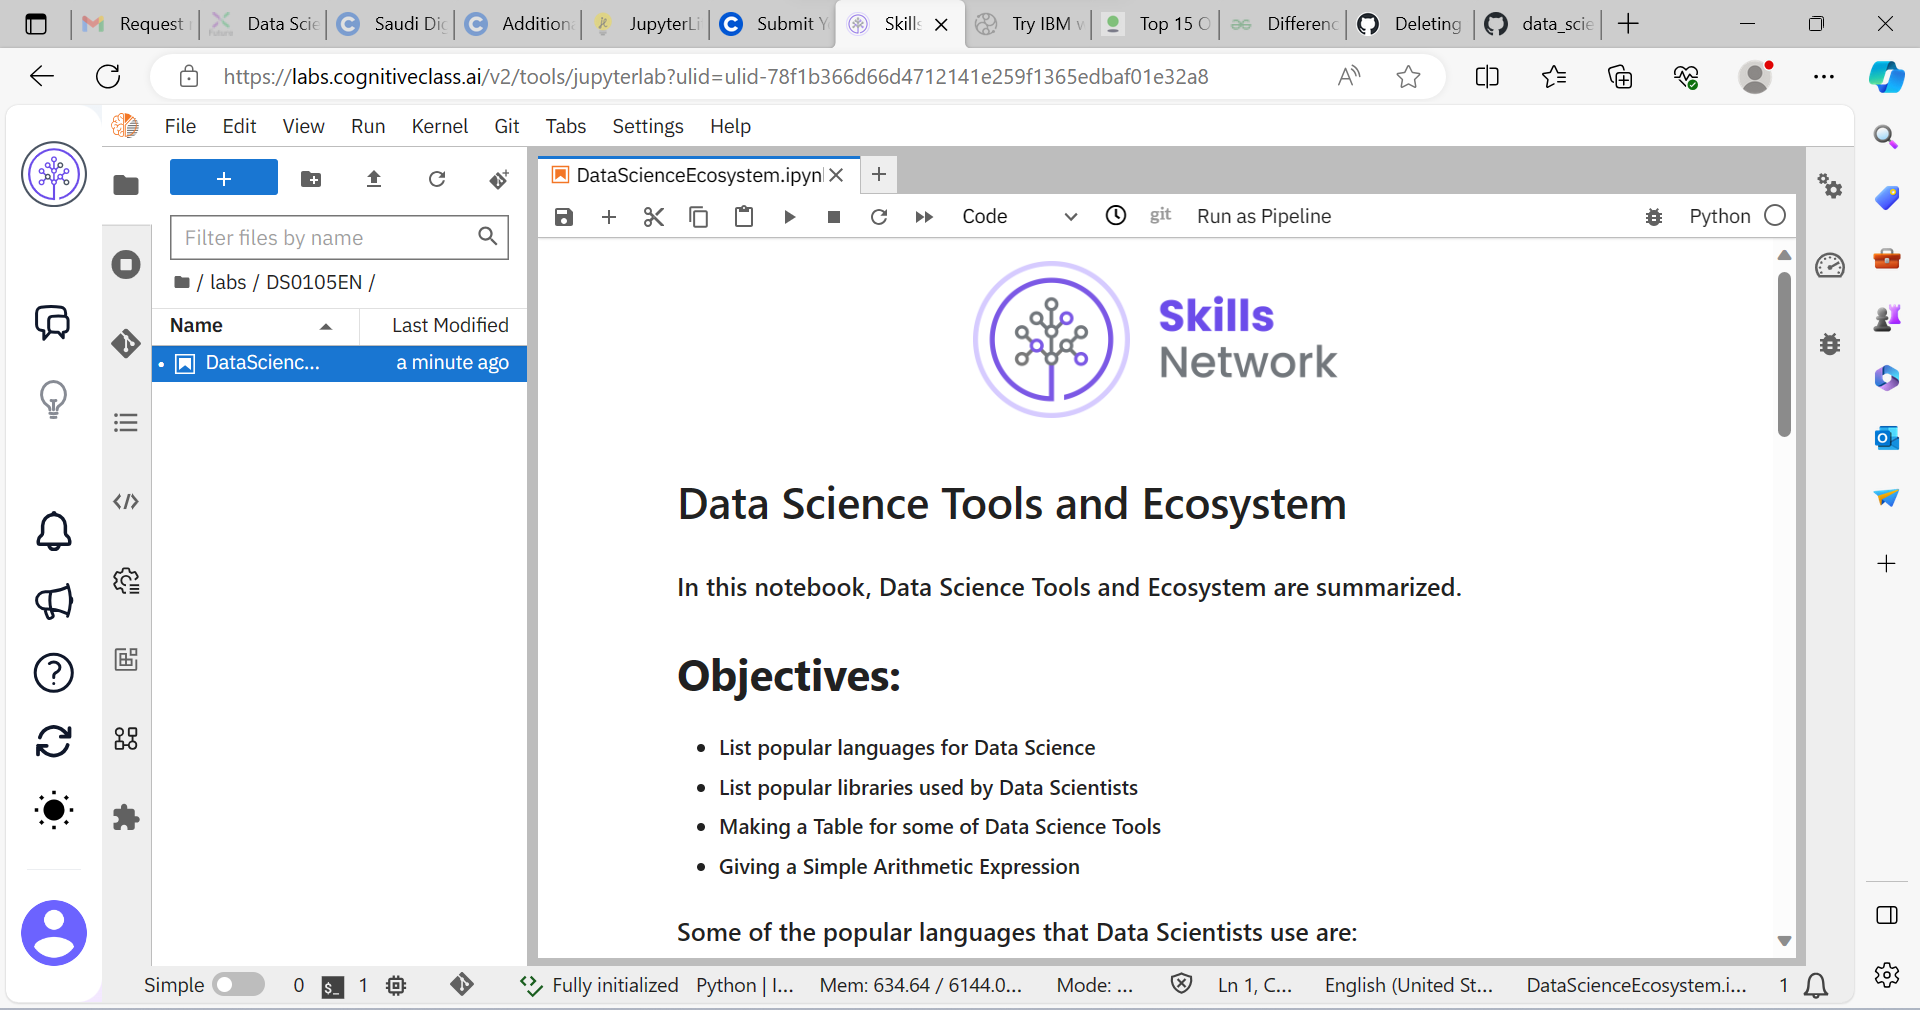 Request
Data Scie
Saudi Dig
Additiona
JupyterLi
Submit Y
Skills
Try IBM w
Top 15 O
Differenc
Deleting
data_scie
https://labs.cognitiveclass.ai/v2/tools/jupyterlab?ulid=ulid-78f1b366d66d4712141e259f1365edbaf01e32a8
File Edit View Run Kernel Git Tabs Settings Help
DataScienceEcosystem.ipyn
Code
git
Run as Pipeline
Python
Filter files by name
/ labs / DS0105EN /
Name
Last Modified
DataScienc...
a minute ago
Skills
Network
Data Science Tools and Ecosystem
In this notebook, Data Science Tools and Ecosystem are summarized.
Objectives:
• List popular languages for Data Science
• List popular libraries used by Data Scientists
• Making a Table for some of Data Science Tools
• Giving a Simple Arithmetic Expression
Some of the popular languages that Data Scientists use are:
Simple 0 1 Fully initialized Python | I... Mem: 634.64 / 6144.0... Mode: ... Ln 1, C... English (United St... DataScienceEcosystem.i... 1